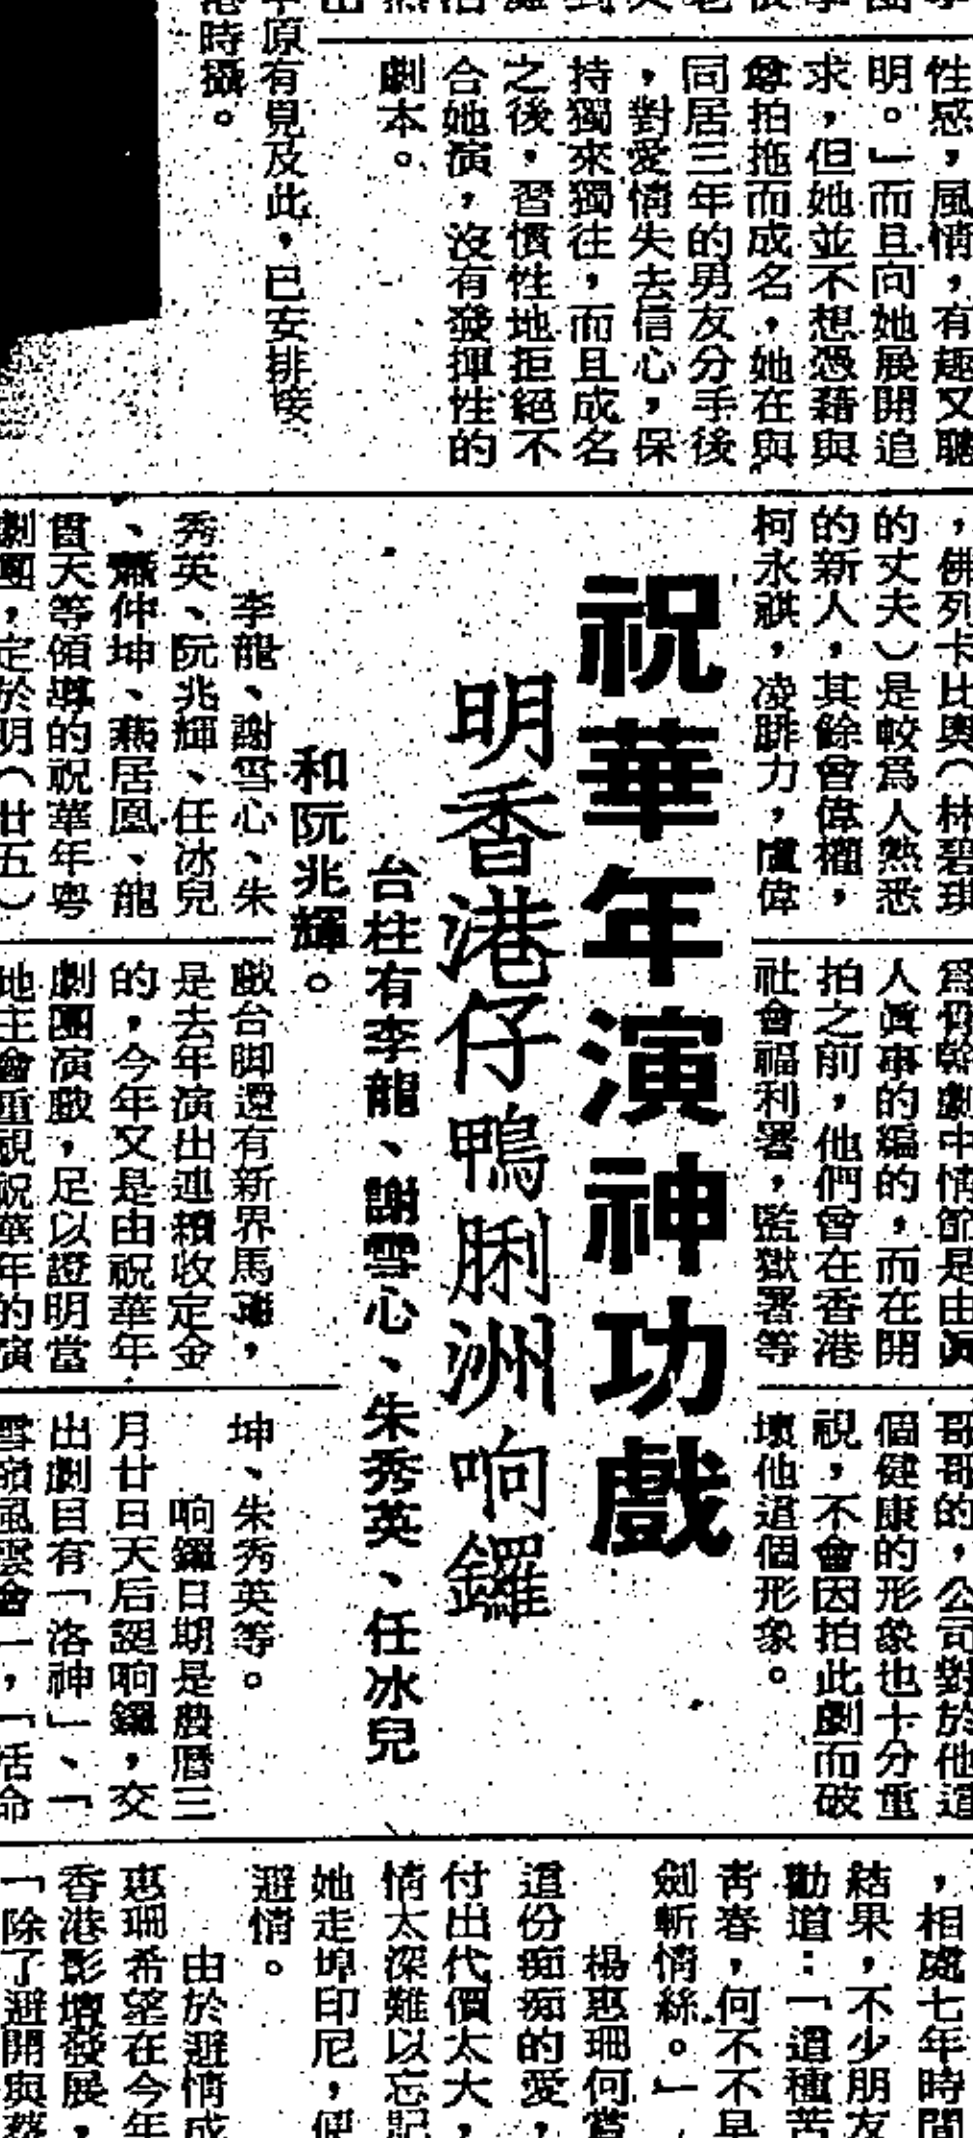 性感，風情，有趣又聰
明。」而且向她展開追
求，但她並不想憑藉與
拍拖而成名，她在與
同居三年的男友分手後
，對愛情失去信心，保
持獨來獨往，而且成名
之後，習慣性地拒絕不
合她演，沒有發揮性的
劇本。
原有見及此，已安排接
港時攝。
，佛列卡比奧（林碧琪
的丈夫）是較爲人熟悉
的新人，其餘曾偉權，
柯永祺，凌 力，盧偉
爲骨幹劇中情節是由眞
人眞事的編的，而在開
拍之前，他們曾在香港
社會福利署，監獄署等
哥哥的，公司對於他這
個健康的形象也十分重
視，不會因拍此劇而破
壞他這個形象。
祝華年演神功戲
明香港仔鴨脷洲响鑼
台柱有李龍、謝雪心、朱秀英、任冰兒
和阮兆輝。
李龍、謝雪心、朱
秀英、阮兆輝、任冰兒
、蕭仲坤、燕居凰、龍
貫天等領導的祝華年粵
劇團，定於明（廿五）
戲台脚還有新界馬 ，
是去年演出連續收定金
的，今年又是由祝華年
劇團演戲，足以證明當
地主會重視祝華年的演
坤、朱秀英等。
响鑼日期是農曆三
月廿日天后誕响鑼，交
出劇目有「洛神」、「
雪嶺風雲會」，「活命
，相處七年時間
結果，不少朋友
勸道：「這種苦
青春，何不不早
劍斬情絲。」
楊惠珊何嘗
這份痴痴的愛，
付出代價太大，
情太深難以忘記
她走埠印尼，便
避情。
由於避情成
惠珊希望在今年
香港影壇發展，
「除了避開與蔡